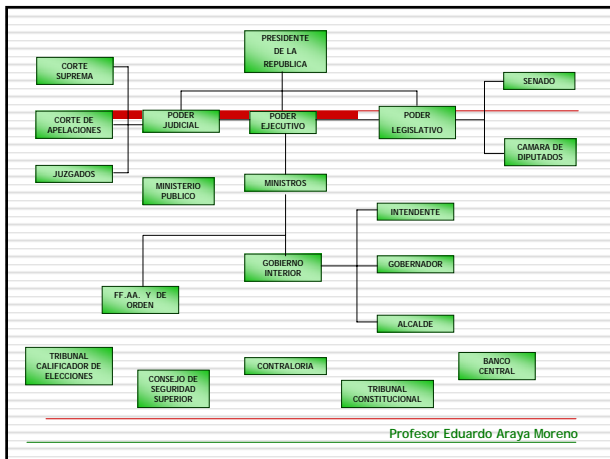 PRESIDENTE
DE LA
REPUBLICA
CORTE
SUPREMA
SENADO
CORTE DE
APELACIONES
PODER
JUDICIAL
PODER
EJECUTIVO
PODER
LEGISLATIVO
CAMARA DE
DIPUTADOS
JUZGADOS
MINISTERIO
PUBLICO
MINISTROS
INTENDENTE
GOBIERNO
INTERIOR
GOBERNADOR
FF.AA. Y DE
ORDEN
ALCALDE
TRIBUNAL
CALIFICADOR DE
ELECCIONES
CONSEJO DE
SEGURIDAD
SUPERIOR
CONTRALORIA
TRIBUNAL
CONSTITUCIONAL
BANCO
CENTRAL
Profesor Eduardo Araya Moreno